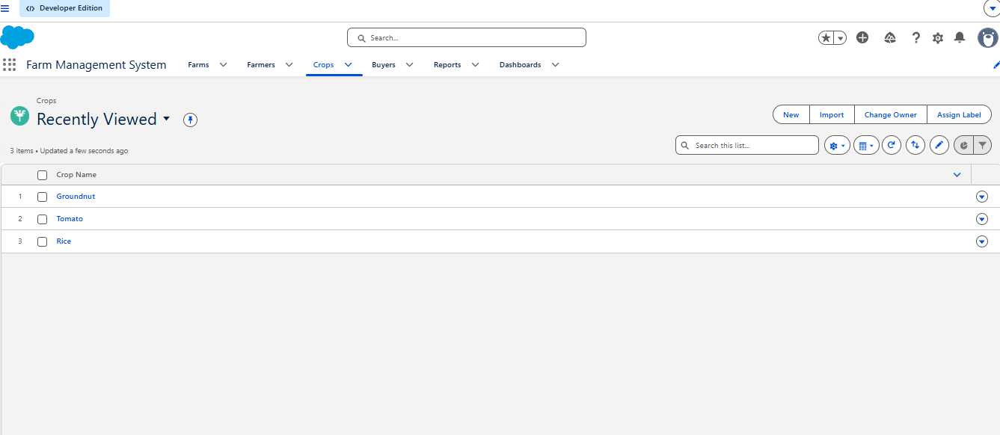 Developer Edition
Search...
Farm Management System Farms Farmers Crops Buyers Reports Dashboards
Crops
Recently Viewed
New Import Change Owner Assign Label
3 items • Updated a few seconds ago
Search this list...
Crop Name
1 Groundnut
2 Tomato
3 Rice